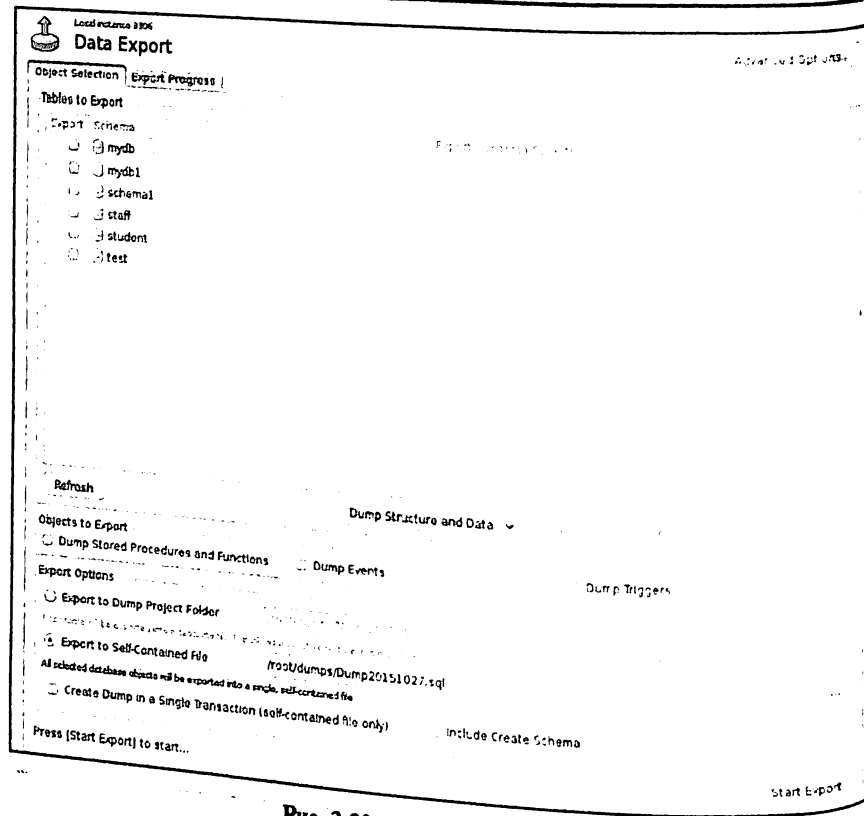 Local instance 3306
Data Export
Advanced Options
Object Selection Export Progress
Tables to Export
Export Schema
mydb
mydb1
schema1
staff
student
test
Refresh
Dump Structure and Data
Objects to Export
Dump Stored Procedures and Functions Dump Events Dump Triggers
Export Options
Export to Dump Project Folder
Export to Self-Contained File /root/dumps/Dump20151027.sql
All selected database objects will be exported into a single, self-contained file
Create Dump in a Single Transaction (self-contained file only) Include Create Schema
Press [Start Export] to start...
Start Export
Рис.